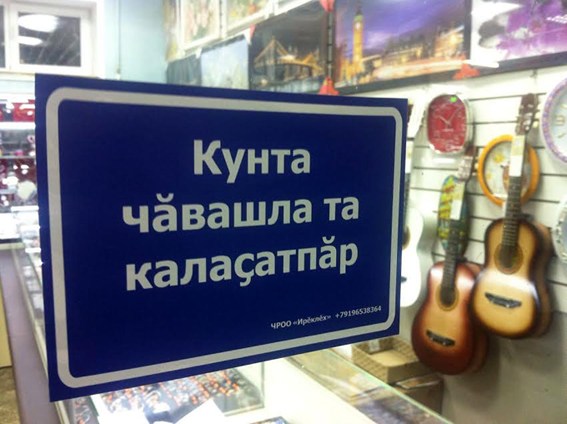 Кунта
чӑвашла та
калаҫатпӑр
ЧРОО «Ирӗклӗх» +79196538364